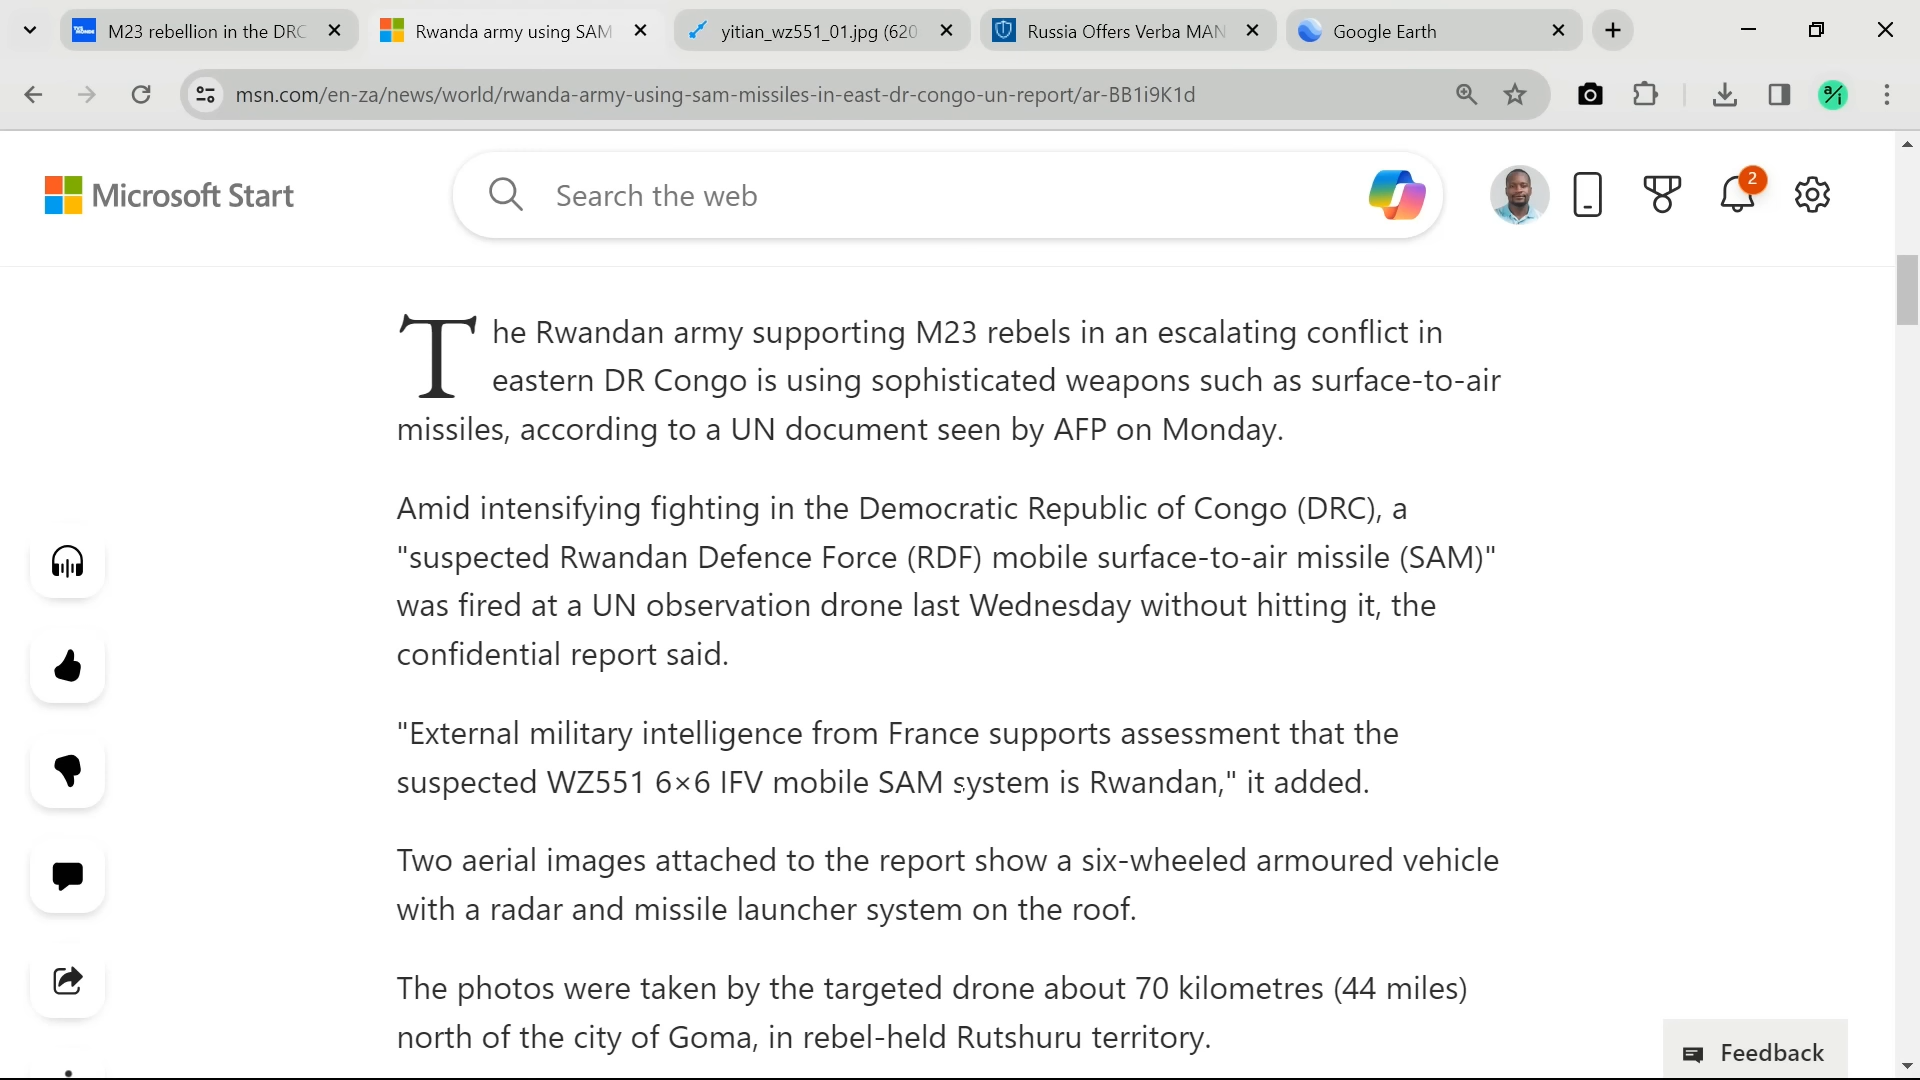 M23 rebellion in the DRC
Rwanda army using SAM
yitian_wz551_01.jpg (620
Russia Offers Verba MAN
Google Earth
msn.com/en-za/news/world/rwanda-army-using-sam-missiles-in-east-dr-congo-un-report/ar-BB1i9K1d
a/i
Microsoft Start
Search the web
2
The Rwandan army supporting M23 rebels in an escalating conflict in
eastern DR Congo is using sophisticated weapons such as surface-to-air
missiles, according to a UN document seen by AFP on Monday.
Amid intensifying fighting in the Democratic Republic of Congo (DRC), a
"suspected Rwandan Defence Force (RDF) mobile surface-to-air missile (SAM)"
was fired at a UN observation drone last Wednesday without hitting it, the
confidential report said.
"External military intelligence from France supports assessment that the
suspected WZ551 6×6 IFV mobile SAM system is Rwandan," it added.
Two aerial images attached to the report show a six-wheeled armoured vehicle
with a radar and missile launcher system on the roof.
The photos were taken by the targeted drone about 70 kilometres (44 miles)
north of the city of Goma, in rebel-held Rutshuru territory.
Feedback